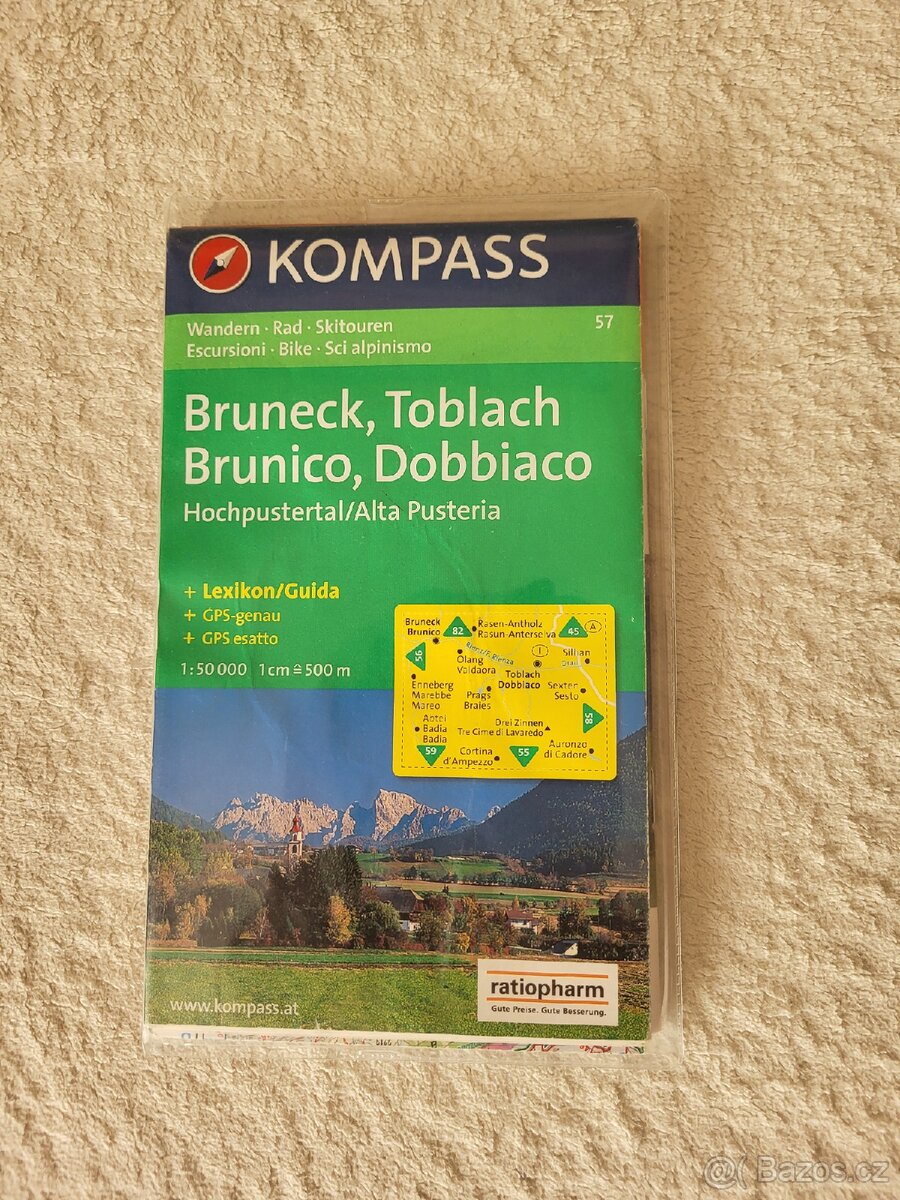 KOMPASS
Wandern · Rad · Skitouren
57
Escursioni · Bike · Sci alpinismo
Bruneck, Toblach
Brunico, Dobbiaco
Hochpustertal/Alta Pusteria
+ Lexikon/Guida
+ GPS-genau
+ GPS esatto
1:50 000 1 cm ≙ 500 m
Bruneck
Brunico
82
Rasen-Antholz
Rasun-Anterselva
45
A
56
Olang
Valdaora
I
Sillian
Toblach
Dobbiaco
Enneberg
Marebbe
Mareo
Prags
Braies
Sexten
Sesto
58
Abtei
Badia
Badia
Drei Zinnen
Tre Cime di Lavaredo
59
Cortina
d'Ampezzo
55
Auronzo
di Cadore
ratiopharm
Gute Preise. Gute Besserung.
www.kompass.at
Bazos.cz